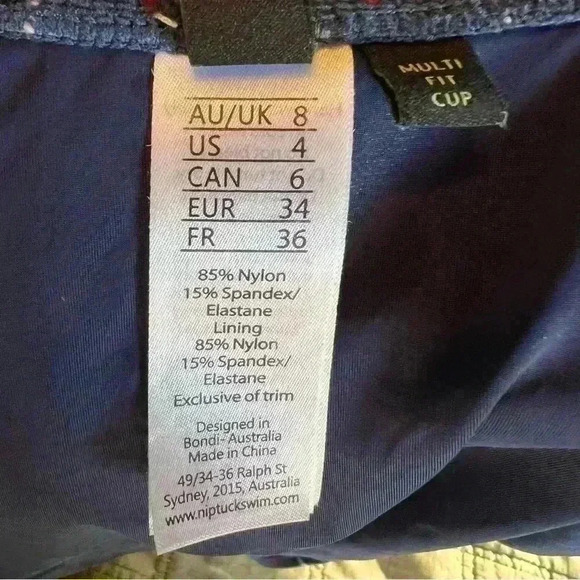 MULTI
FIT
CUP
AU/UK 8
US 4
CAN 6
EUR 34
FR 36
85% Nylon
15% Spandex/
Elastane
Lining
85% Nylon
15% Spandex/
Elastane
Exclusive of trim
Designed in
Bondi-Australia
Made in China
49/34-36 Ralph St
Sydney, 2015, Australia
www.niptuckswim.com